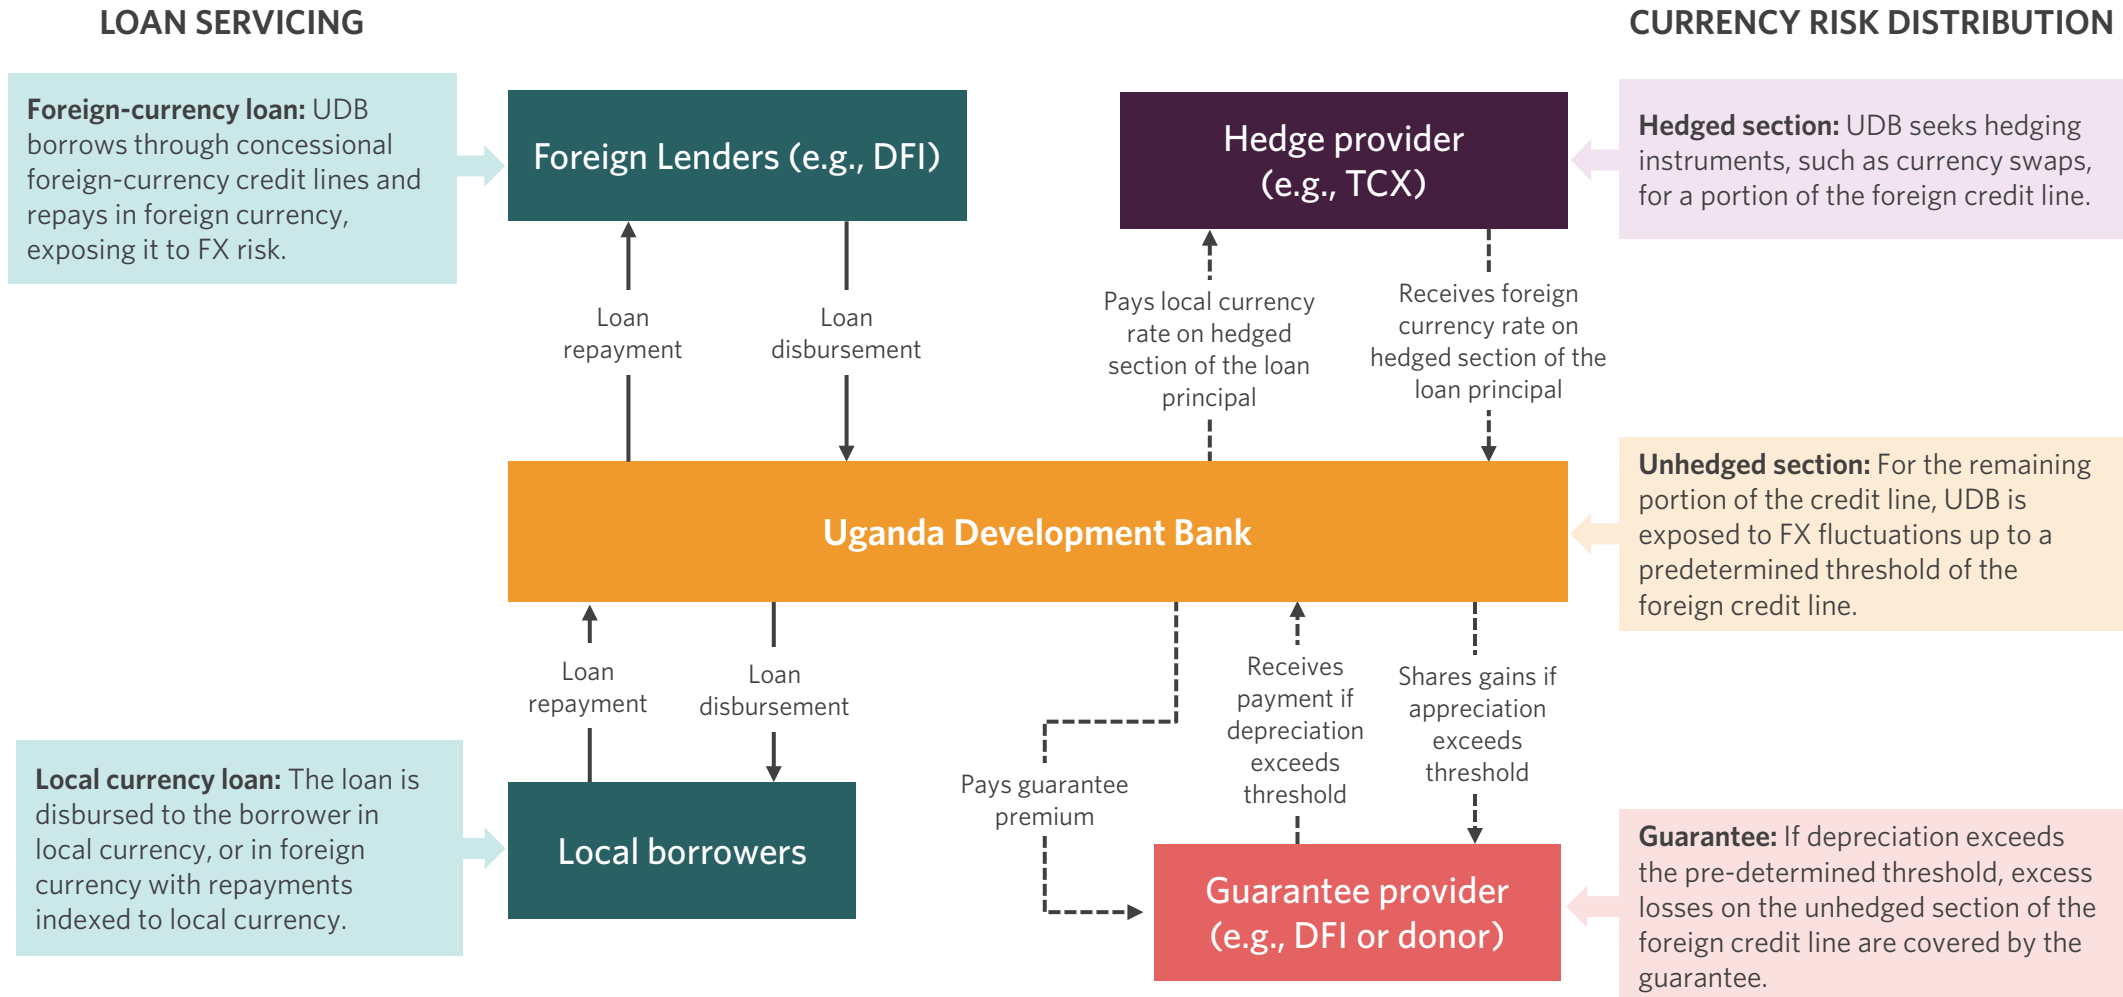 LOAN SERVICING
CURRENCY RISK DISTRIBUTION
Foreign-currency loan: UDB
borrows through concessional
foreign-currency credit lines and
repays in foreign currency,
exposing it to FX risk.
Foreign Lenders (e.g., DFI)
Hedge provider
(e.g., TCX)
Hedged section: UDB seeks hedging
instruments, such as currency swaps,
for a portion of the foreign credit line.
Loan
repayment
Loan
disbursement
Pays local currency
rate on hedged
section of the loan
principal
Receives foreign
currency rate on
hedged section of the
loan principal
Uganda Development Bank
Unhedged section: For the remaining
portion of the credit line, UDB is
exposed to FX fluctuations up to a
predetermined threshold of the
foreign credit line.
Loan
repayment
Loan
disbursement
Pays guarantee
premium
Receives
payment if
depreciation
exceeds
threshold
Shares gains if
appreciation
exceeds
threshold
Local currency loan: The loan is
disbursed to the borrower in
local currency, or in foreign
currency with repayments
indexed to local currency.
Local borrowers
Guarantee provider
(e.g., DFI or donor)
Guarantee: If depreciation exceeds
the pre-determined threshold, excess
losses on the unhedged section of the
foreign credit line are covered by the
guarantee.